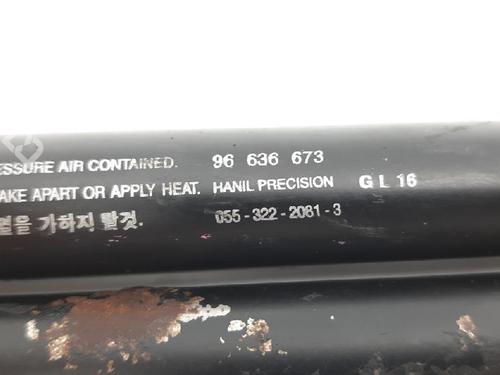 ESSURE AIR CONTAINED. 96 636 673
AKE APART OR APPLY HEAT. HANIL PRECISION G L 16
열을 가하지 말것. 055-322-2081-3